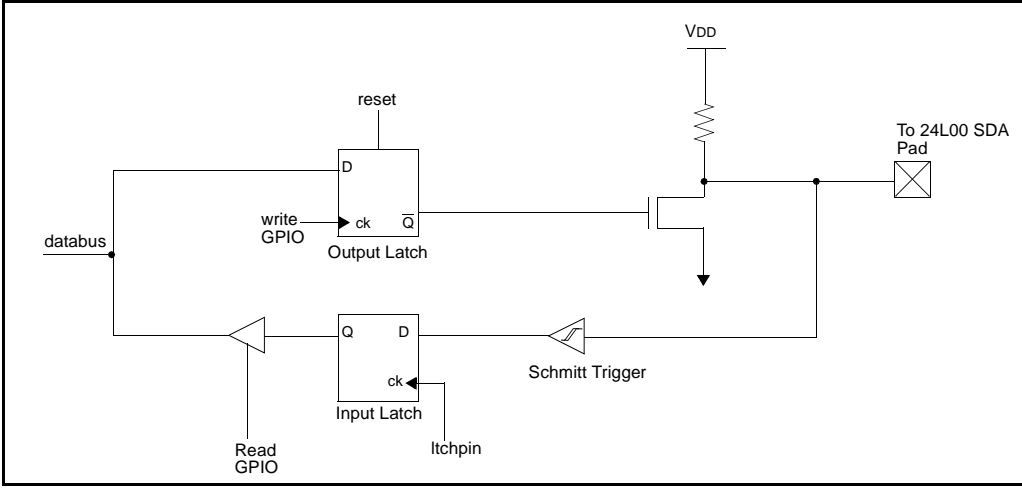 VDD
reset
To 24L00 SDA
Pad
D
write
GPIO
ck
Q
databus
Output Latch
Q
D
Schmitt Trigger
ck
Input Latch
Read
GPIO
ltchpin